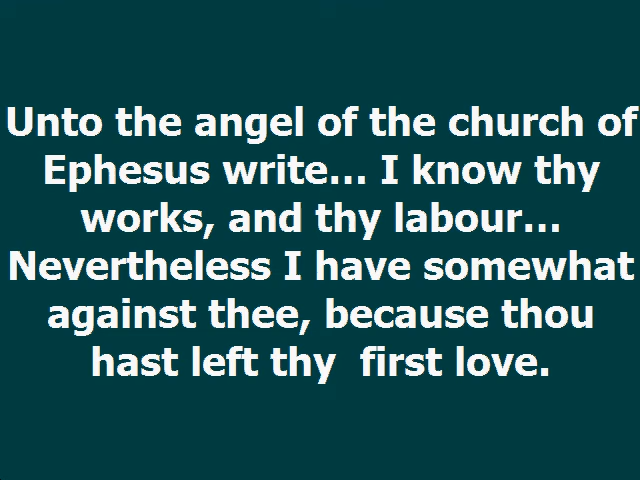 Unto the angel of the church of
Ephesus write... I know thy
works, and thy labour...
Nevertheless I have somewhat
against thee, because thou
hast left thy  first love.